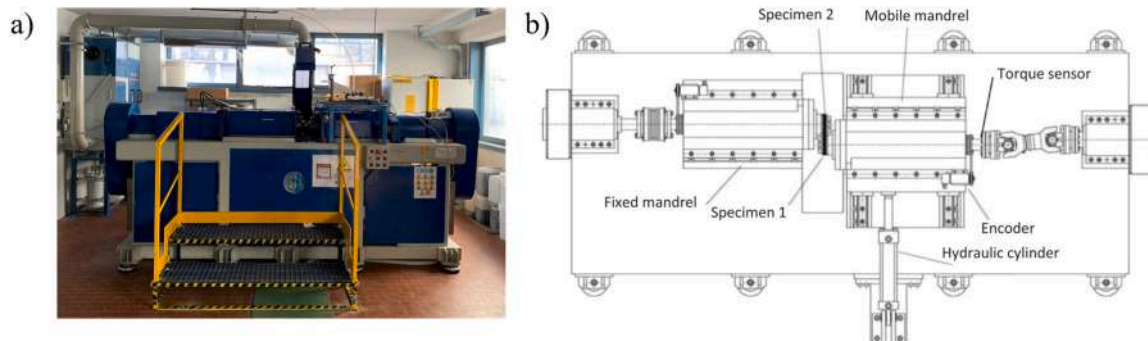 a)
b)
Specimen 2
Mobile mandrel
Torque sensor
Fixed mandrel
Specimen 1
Encoder
Hydraulic cylinder